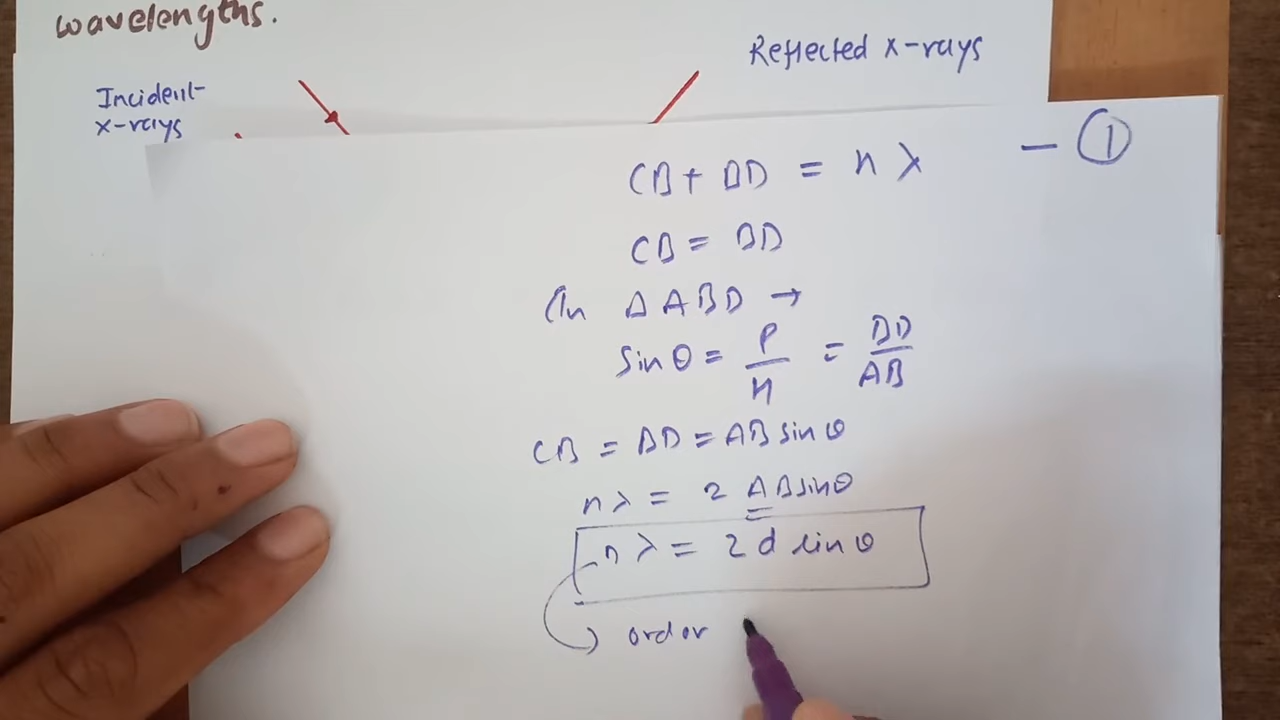 wavelengths.
Reflected x-rays
Incident
x-rays
CB + BD = nλ — ①
CB = BD
In Δ ABD →
Sinθ = P/H = BD/AB
CB = BD = AB sinθ
nλ = 2 AB sinθ
nλ = 2d sinθ
order